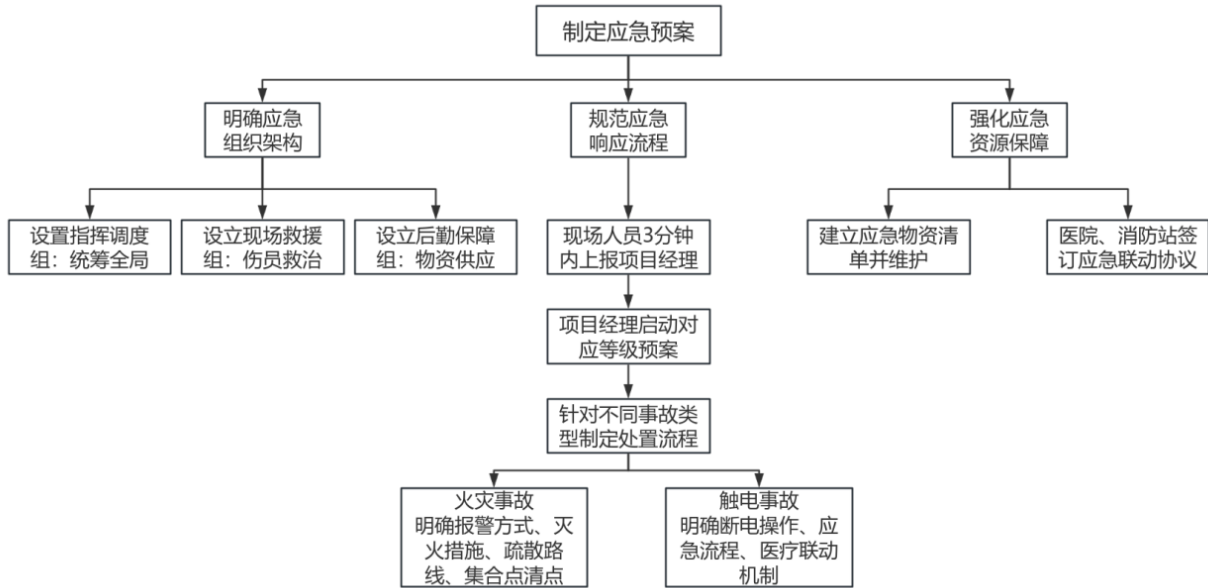 制定应急预案
明确应急
组织架构
规范应急
响应流程
强化应急
资源保障
设置指挥调度
组：统筹全局
设立现场救援
组：伤员救治
设立后勤保障
组：物资供应
现场人员3分钟
内上报项目经理
建立应急物资清
单并维护
医院、消防站签
订应急联动协议
项目经理启动对
应等级预案
针对不同事故类
型制定处置流程
火灾事故
明确报警方式、灭
火措施、疏散路
线、集合点清点
触电事故
明确断电操作、应
急流程、医疗联动
机制